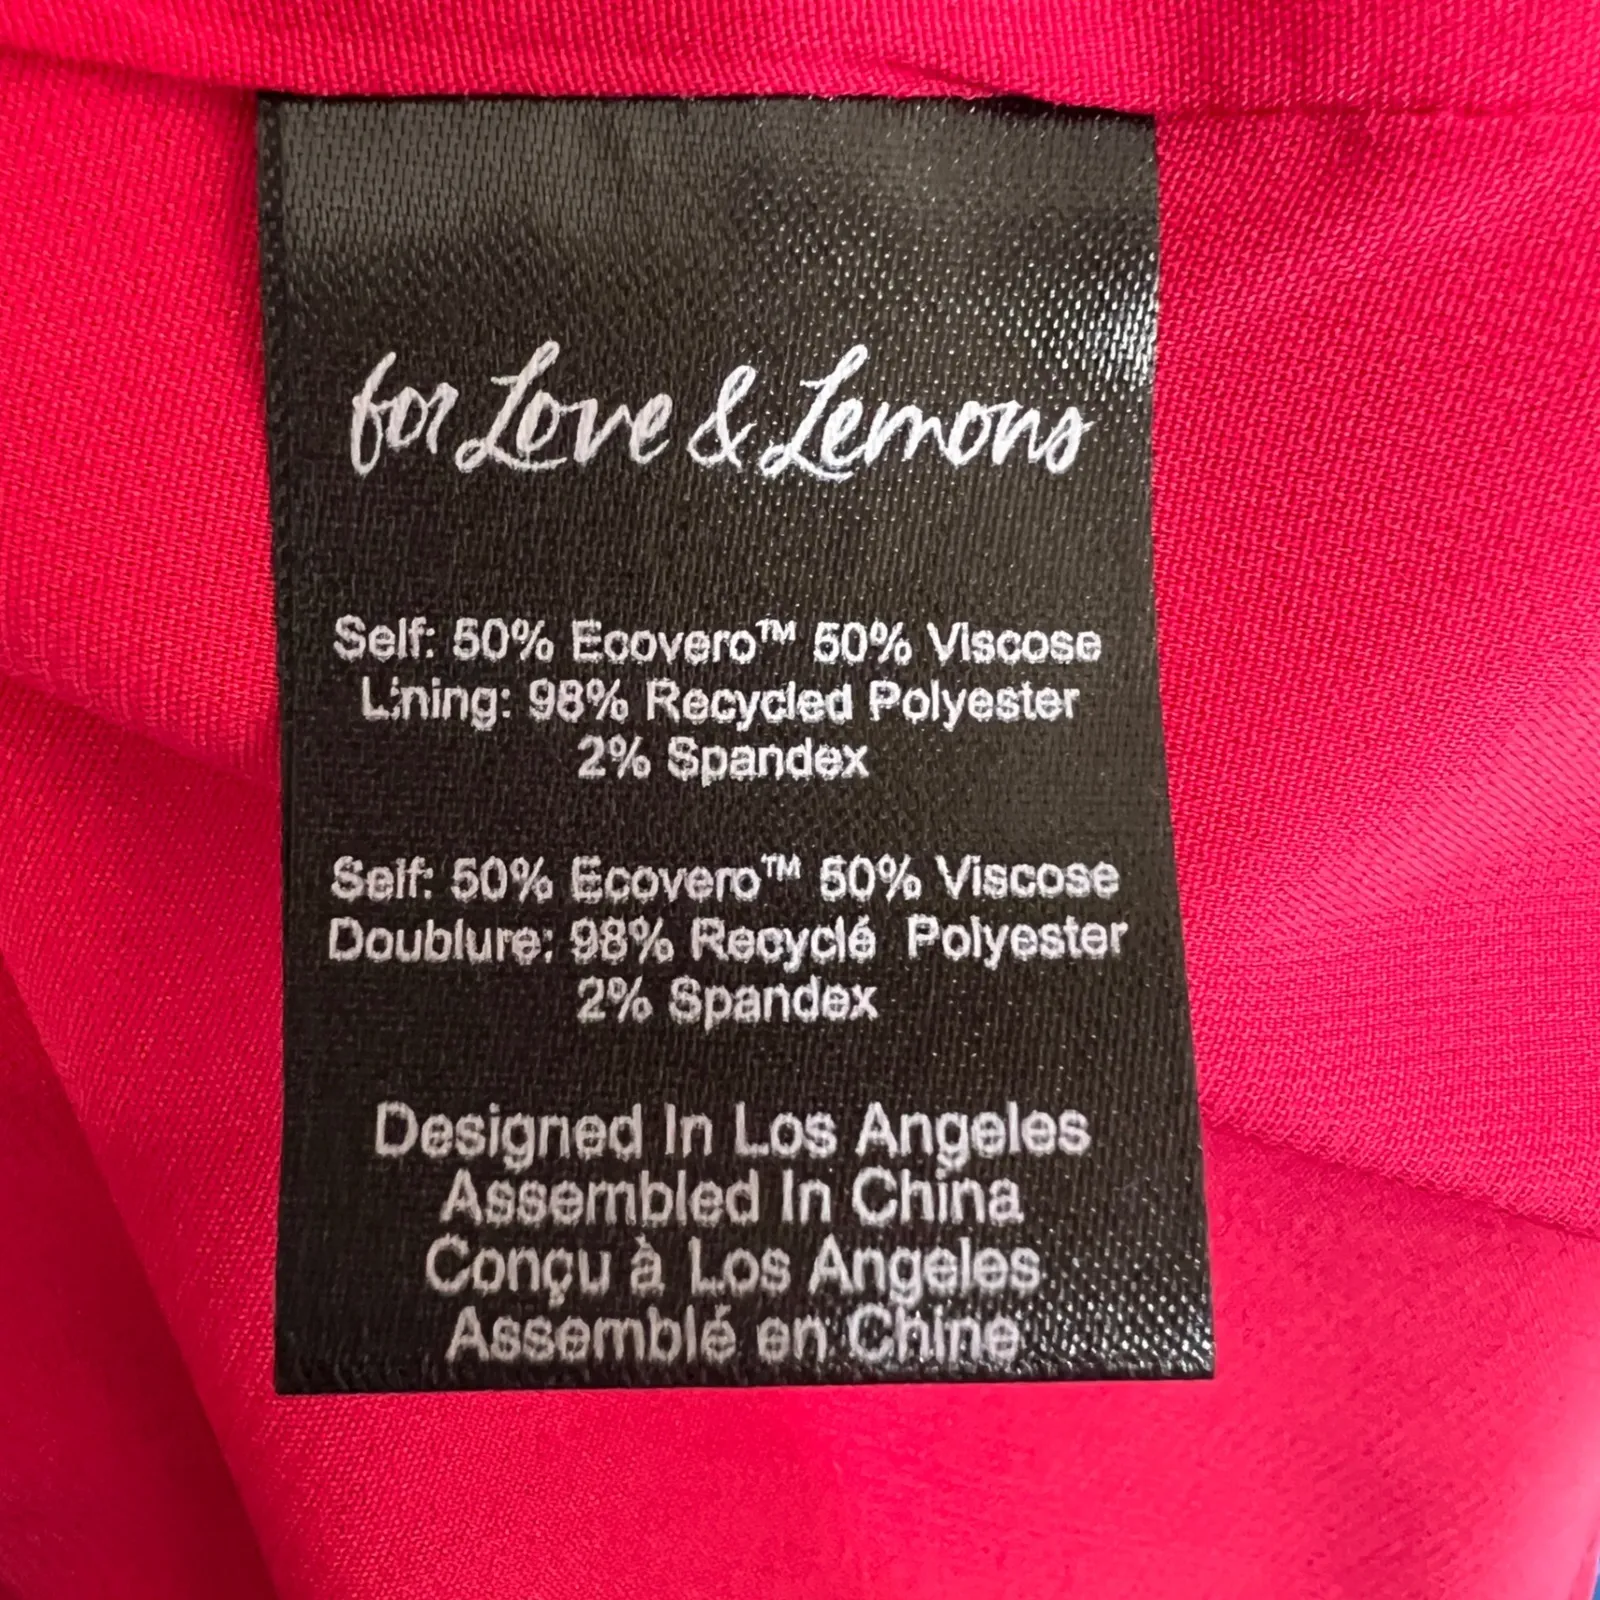 for Love & Lemons
Self: 50% Ecovero™ 50% Viscose
Lining: 98% Recycled Polyester
2% Spandex
Self: 50% Ecovero™ 50% Viscose
Doublure: 98% Recyclé Polyester
2% Spandex
Designed In Los Angeles
Assembled In China
Conçu à Los Angeles
Assemblé en Chine